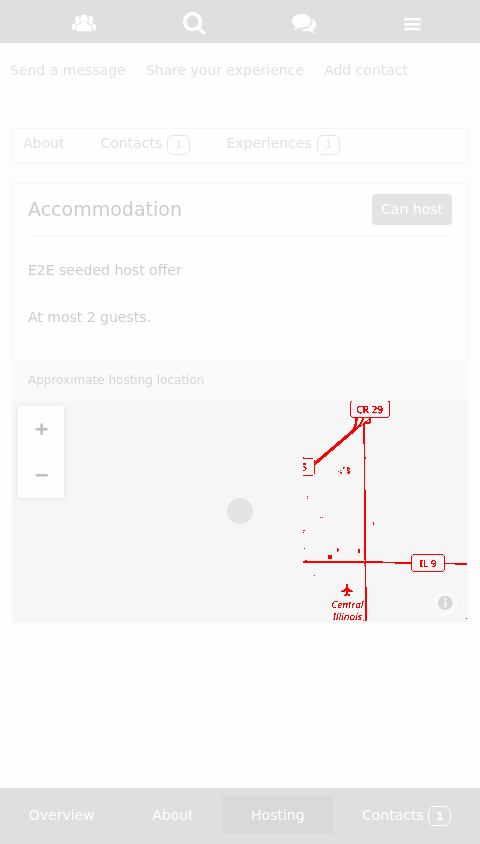 Send a message Share your experience Add contact
About Contacts 1 Experiences 1
Accommodation Can host
E2E seeded host offer
At most 2 guests.
Approximate hosting location
+
−
CR 29
IL 9
Central
Illinois
Overview About Hosting Contacts 1